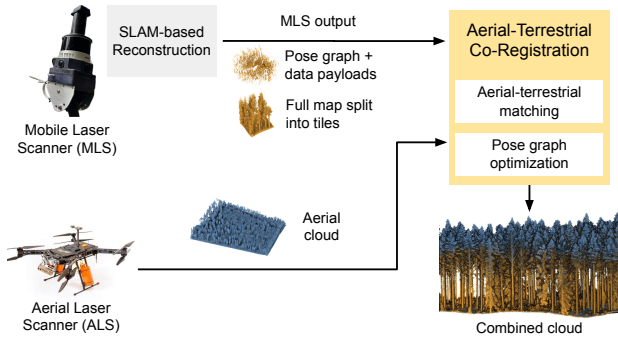 SLAM-based
Reconstruction
MLS output
Pose graph +
data payloads
Full map split
into tiles
Mobile Laser
Scanner (MLS)
Aerial-Terrestrial
Co-Registration
Aerial-terrestrial
matching
Pose graph
optimization
Aerial
cloud
Aerial Laser
Scanner (ALS)
Combined cloud